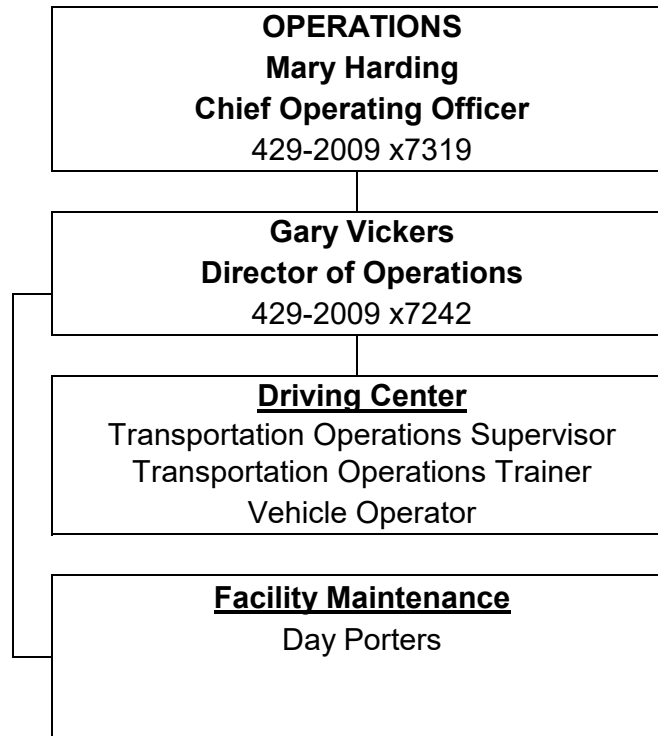 OPERATIONS
Mary Harding
Chief Operating Officer
429-2009 x7319
Gary Vickers
Director of Operations
429-2009 x7242
Driving Center
Transportation Operations Supervisor
Transportation Operations Trainer
Vehicle Operator
Facility Maintenance
Day Porters